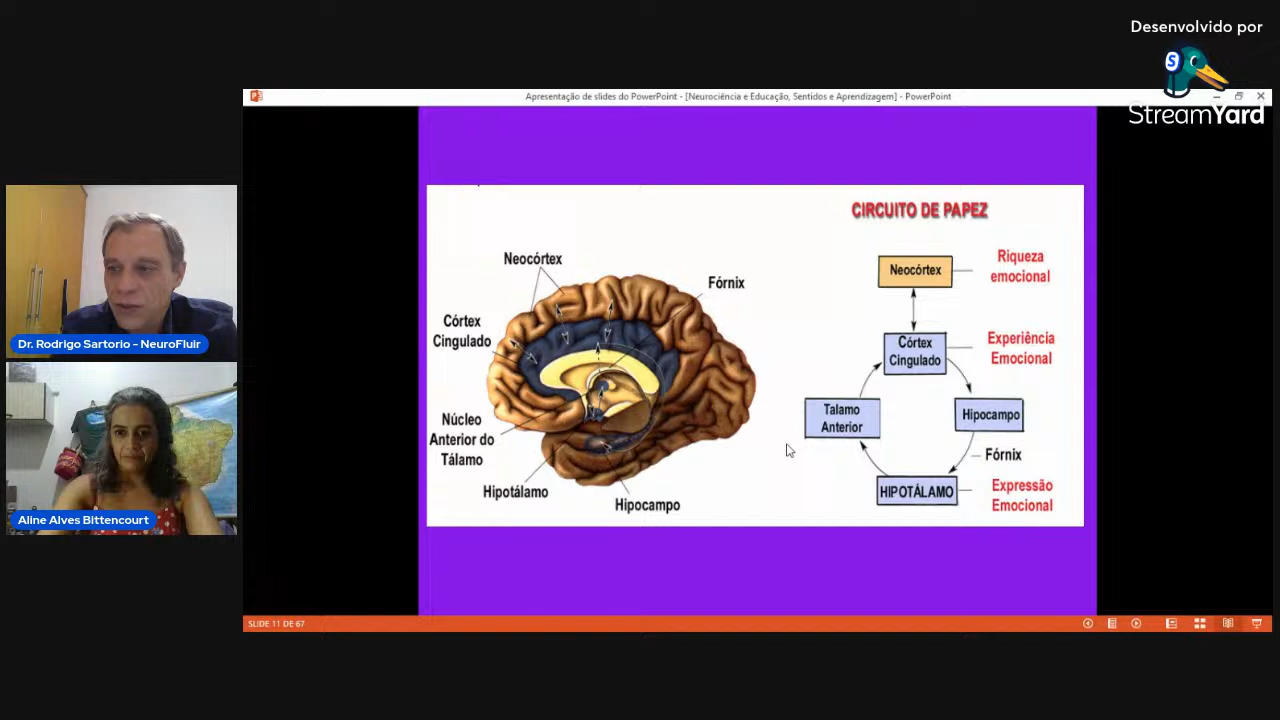 Desenvolvido por
StreamYard
Apresentação de slides do PowerPoint - [Neurociência e Educação, Sentidos e Aprendizagem] - PowerPoint
CIRCUITO DE PAPEZ
Neocórtex
Fórnix
Córtex
Cingulado
Núcleo
Anterior do
Tálamo
Hipotálamo
Hipocampo
Neocórtex
Riqueza
emocional
Córtex
Cingulado
Experiência
Emocional
Talamo
Anterior
Hipocampo
Fórnix
HIPOTÁLAMO
Expressão
Emocional
Dr. Rodrigo Sartorio - NeuroFluir
Aline Alves Bittencourt
SLIDE 11 DE 67